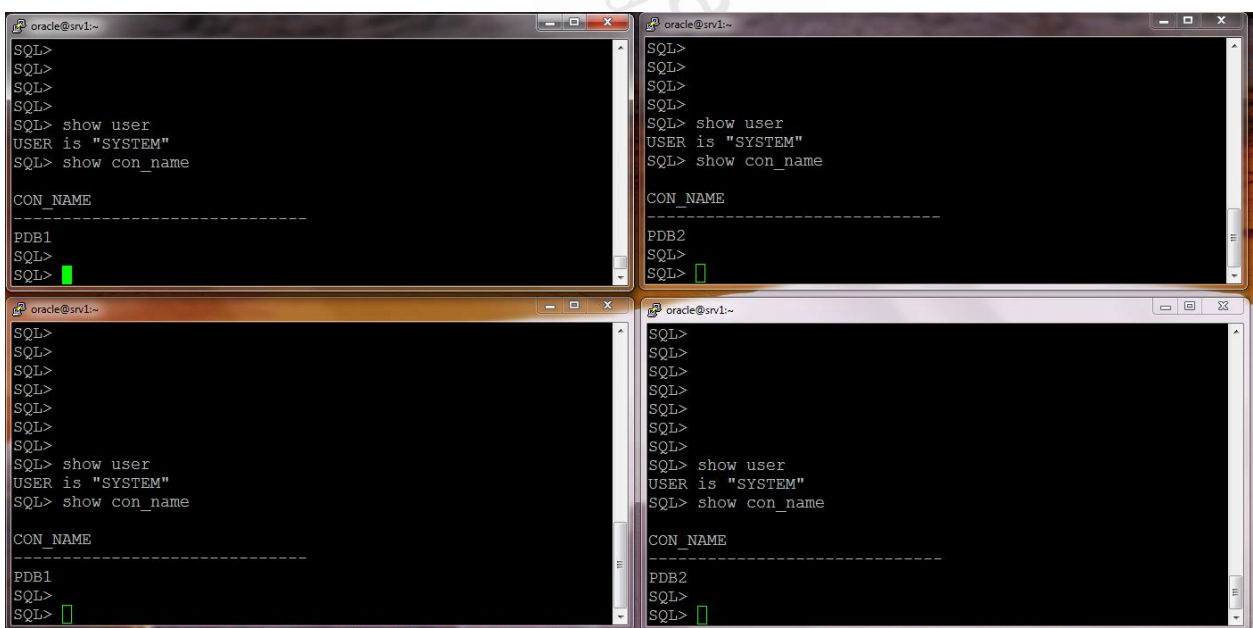 oracle@srv1:~
SQL>
SQL>
SQL>
SQL>
SQL> show user
USER is "SYSTEM"
SQL> show con_name
CON_NAME
------------------------------
PDB1
SQL>
SQL>
oracle@srv1:~
SQL>
SQL>
SQL>
SQL>
SQL> show user
USER is "SYSTEM"
SQL> show con_name
CON_NAME
------------------------------
PDB2
SQL>
SQL>
oracle@srv1:~
SQL>
SQL>
SQL>
SQL>
SQL>
SQL>
SQL>
SQL> show user
USER is "SYSTEM"
SQL> show con_name
CON_NAME
------------------------------
PDB1
SQL>
SQL>
oracle@srv1:~
SQL>
SQL>
SQL>
SQL>
SQL>
SQL>
SQL>
SQL> show user
USER is "SYSTEM"
SQL> show con_name
CON_NAME
------------------------------
PDB2
SQL>
SQL>